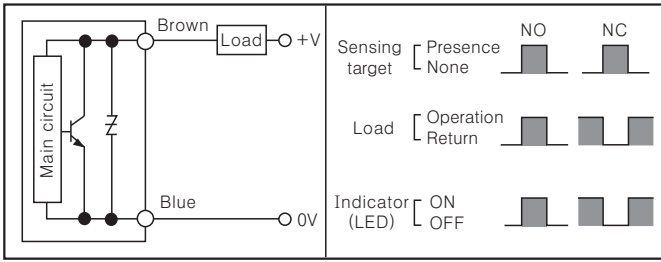 Main circuit
Brown
Load
+V
Blue
0V
NO NC
Sensing target
Presence
None
Load
Operation
Return
Indicator (LED)
ON
OFF